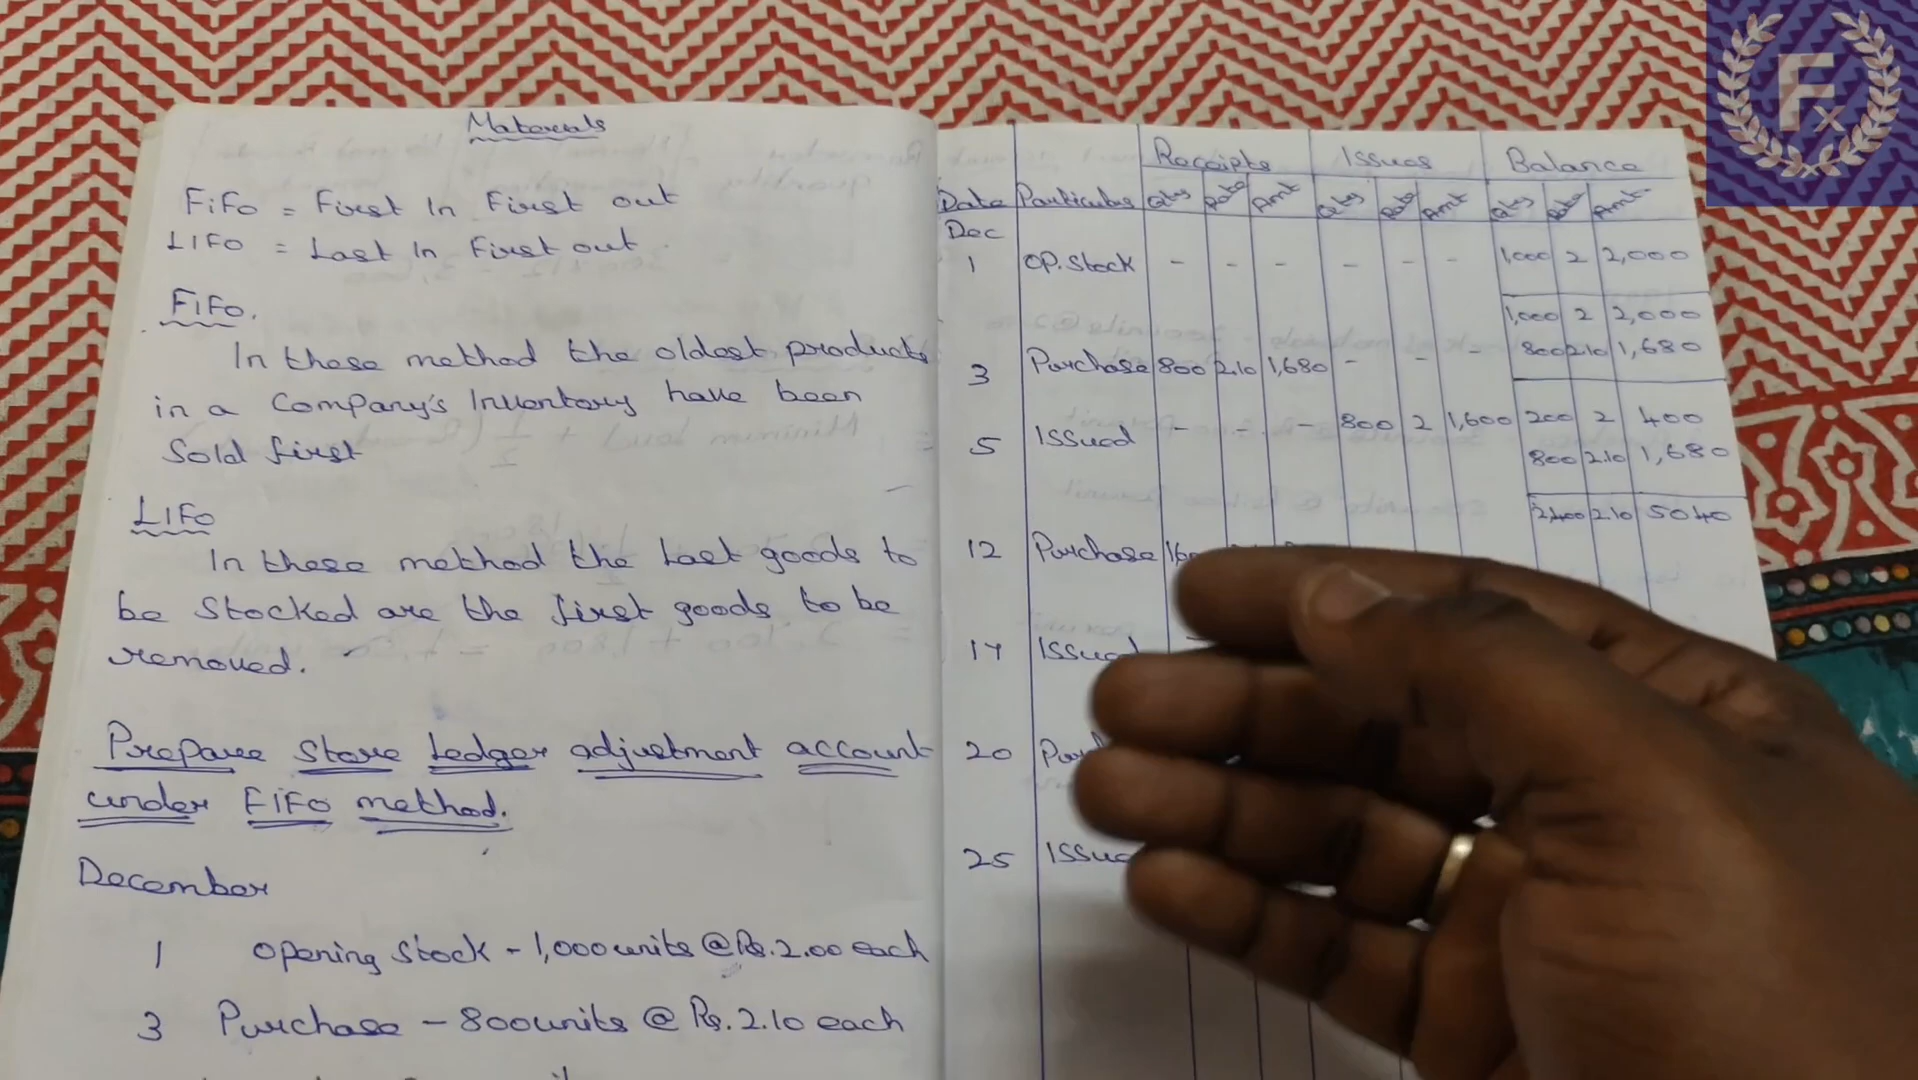 Materials
FiFo = First In First out
LIFO = Last In First out
FiFo.
In these method the oldest products
in a Company's Inventory have been
Sold first
LIFo
In these method the Last goods to
be Stocked are the first goods to be
removed.
Prepare Store Ledger adjustment account
under FiFo method.
December
1 Opening Stock - 1,000 units @ Rs. 2.00 each
3 Purchase - 800 units @ Rs. 2.10 each
Receipts Issues Balance
Date Particulars Qty Rate Amt Qty Rate Amt Qty Rate Amt
Dec
1 OP. Stock - - - - - - 1,000 2 2,000
1,000 2 2,000
3 Purchase 800 2.10 1,680 - - - 800 2.10 1,680
5 Issued - - - 800 2 1,600 200 2 400
800 2.10 1,680
2,400 2.10 5040
12 Purchase
17 Issued
20
25
Fx